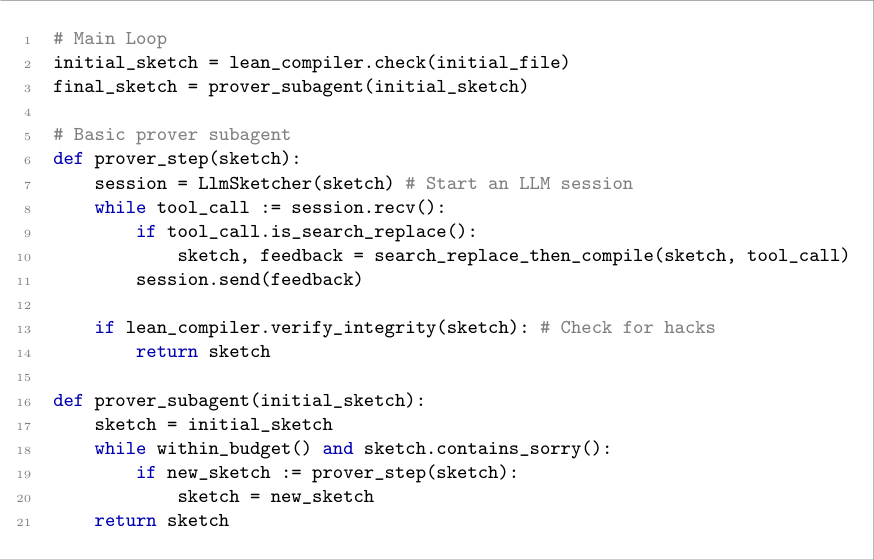 1 # Main Loop
2 initial_sketch = lean_compiler.check(initial_file)
3 final_sketch = prover_subagent(initial_sketch)
4
5 # Basic prover subagent
6 def prover_step(sketch):
7     session = LlmSketcher(sketch) # Start an LLM session
8     while tool_call := session.recv():
9         if tool_call.is_search_replace():
10             sketch, feedback = search_replace_then_compile(sketch, tool_call)
11         session.send(feedback)
12
13     if lean_compiler.verify_integrity(sketch): # Check for hacks
14         return sketch
15
16 def prover_subagent(initial_sketch):
17     sketch = initial_sketch
18     while within_budget() and sketch.contains_sorry():
19         if new_sketch := prover_step(sketch):
20             sketch = new_sketch
21     return sketch